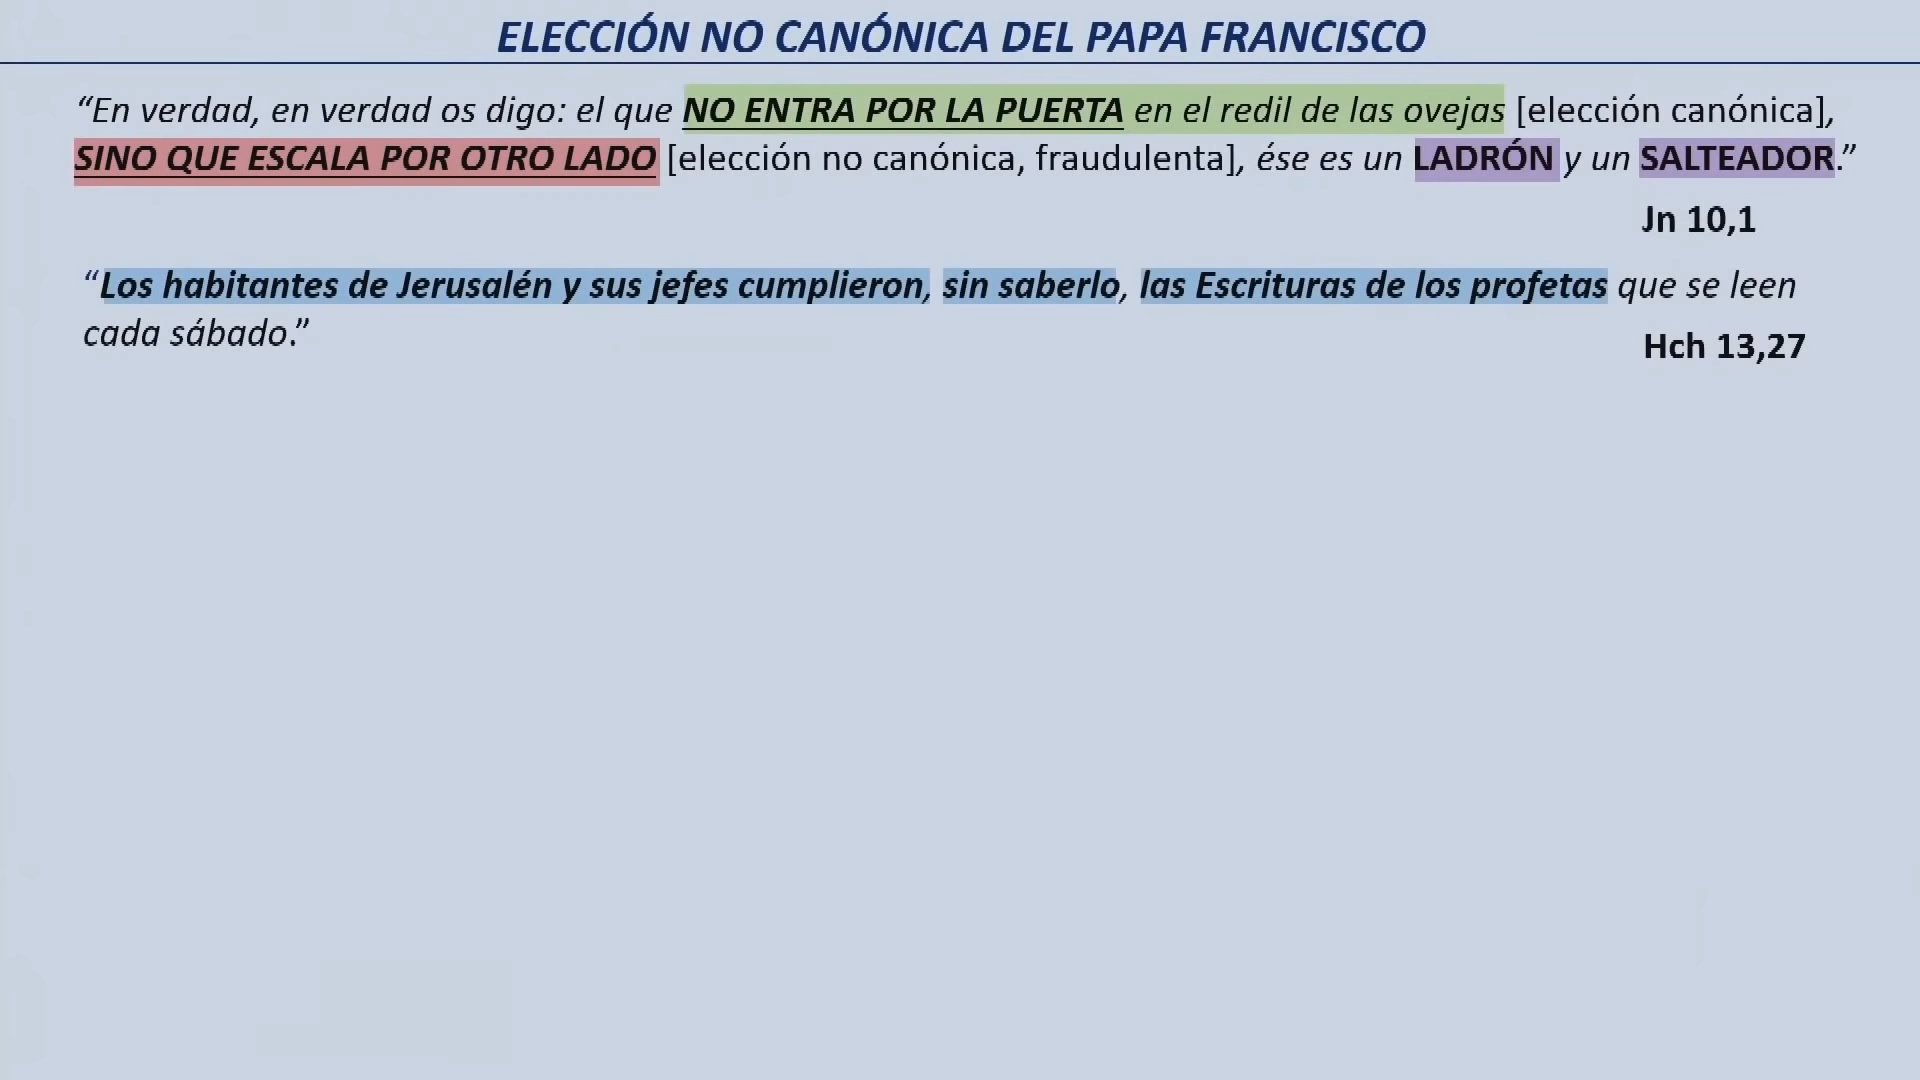 ELECCIÓN NO CANÓNICA DEL PAPA FRANCISCO
“En verdad, en verdad os digo: el que NO ENTRA POR LA PUERTA en el redil de las ovejas [elección canónica],
SINO QUE ESCALA POR OTRO LADO [elección no canónica, fraudulenta], ése es un LADRÓN y un SALTEADOR.”
Jn 10,1
“Los habitantes de Jerusalén y sus jefes cumplieron, sin saberlo, las Escrituras de los profetas que se leen
cada sábado.”
Hch 13,27